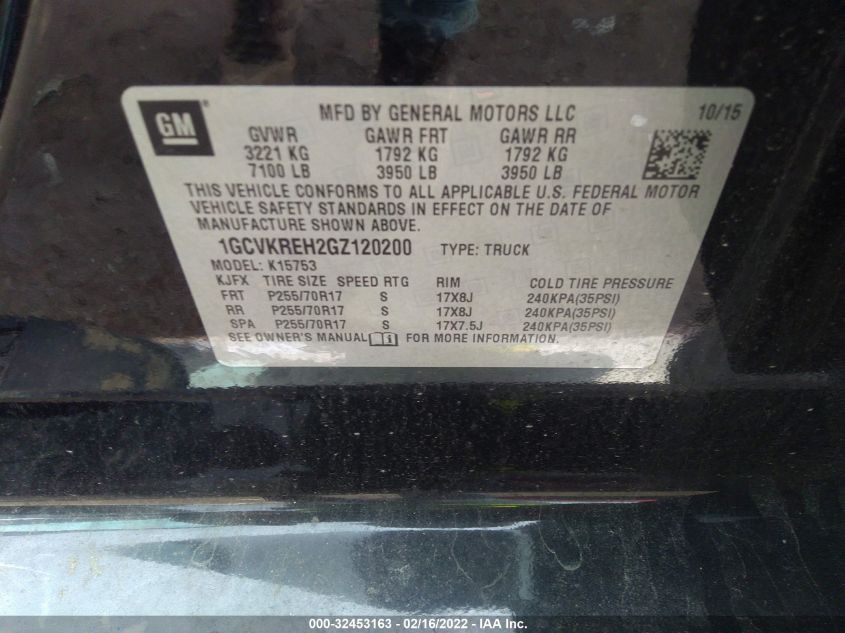 GM®
MFD BY GENERAL MOTORS LLC 10/15
GVWR GAWR FRT GAWR RR
3221 KG 1792 KG 1792 KG
7100 LB 3950 LB 3950 LB
THIS VEHICLE CONFORMS TO ALL APPLICABLE U.S. FEDERAL MOTOR
VEHICLE SAFETY STANDARDS IN EFFECT ON THE DATE OF
MANUFACTURE SHOWN ABOVE.
1GCVKREH2GZ120200 TYPE: TRUCK
MODEL: K15753
KJFX TIRE SIZE SPEED RTG RIM COLD TIRE PRESSURE
FRT P255/70R17 S 17X8J 240KPA(35PSI)
RR P255/70R17 S 17X8J 240KPA(35PSI)
SPA P255/70R17 S 17X7.5J 240KPA(35PSI)
SEE OWNER'S MANUAL FOR MORE INFORMATION.
000-32453163 - 02/16/2022 - IAA Inc.